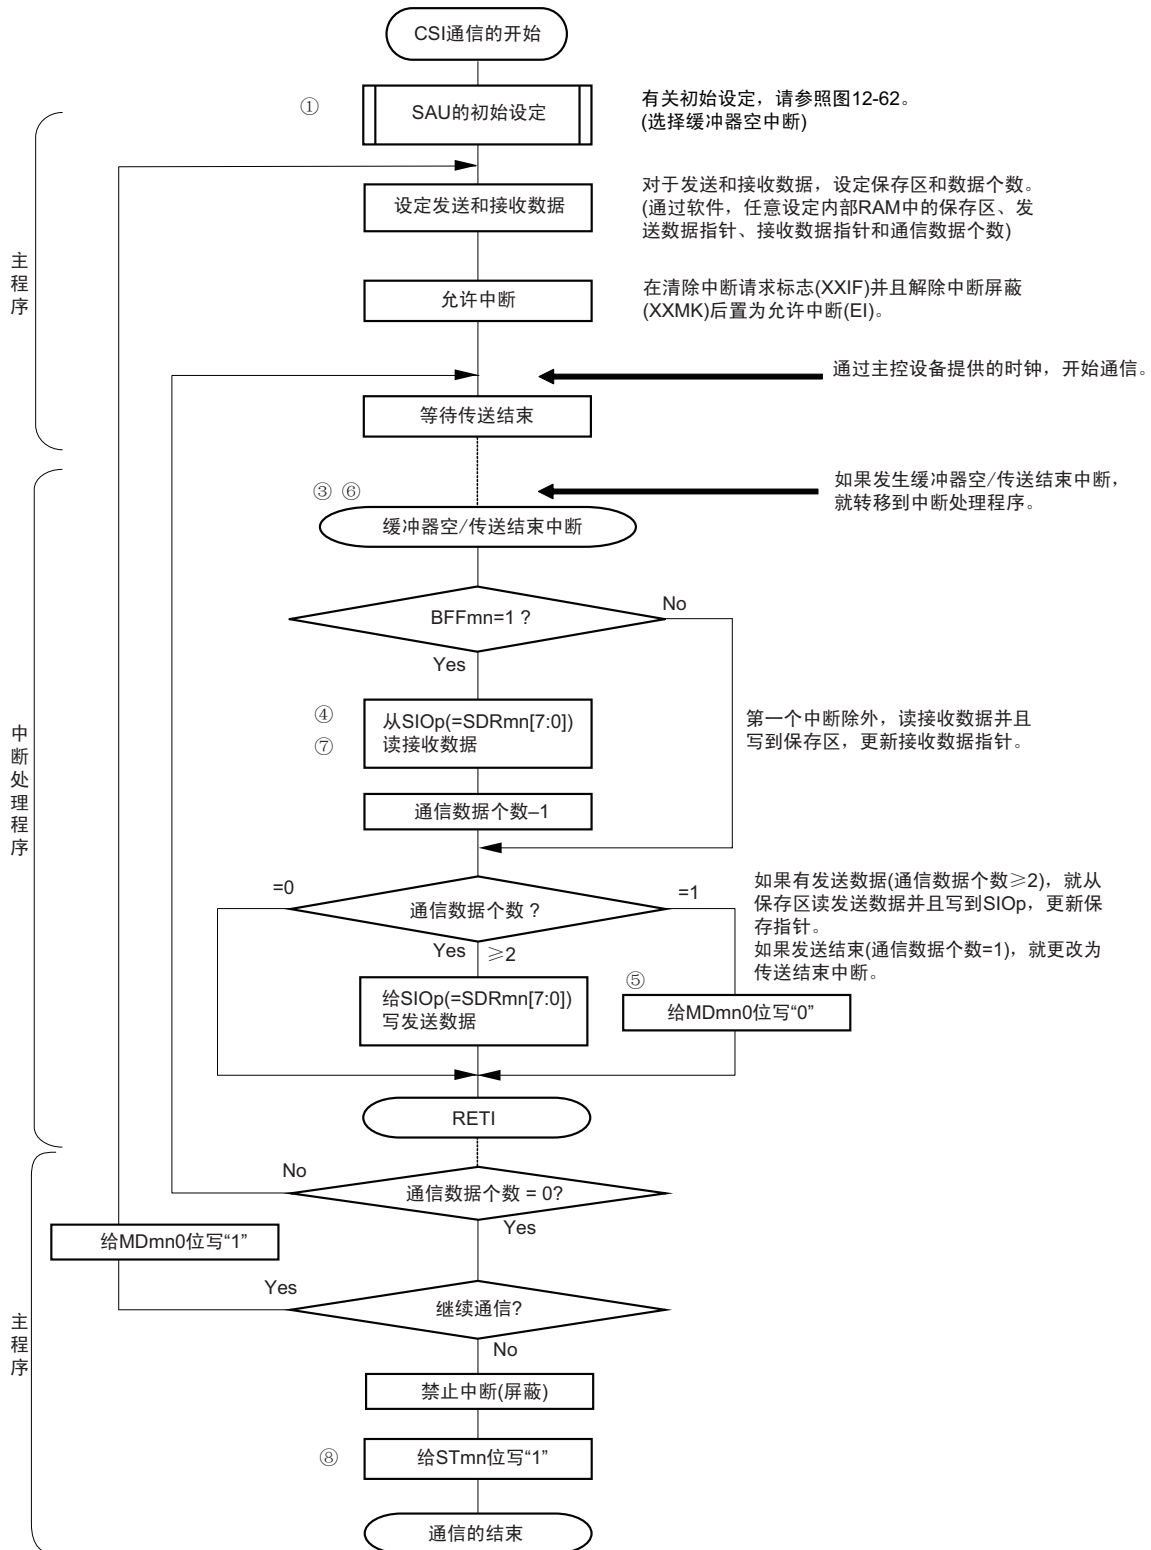 CSI通信的开始
①
SAU的初始设定
有关初始设定，请参照图12-62。
(选择缓冲器空中断)
设定发送和接收数据
对于发送和接收数据，设定保存区和数据个数。
(通过软件，任意设定内部RAM中的保存区、发
送数据指针、接收数据指针和通信数据个数)
主程序
允许中断
在清除中断请求标志(XXIF)并且解除中断屏蔽
(XXMK)后置为允许中断(EI)。
通过主控设备提供的时钟，开始通信。
等待传送结束
③ ⑥
如果发生缓冲器空/传送结束中断，
就转移到中断处理程序。
缓冲器空/传送结束中断
BFFmn=1 ?
No
Yes
④
⑦
从SIOp(=SDRmn[7:0])
读接收数据
第一个中断除外，读接收数据并且
写到保存区，更新接收数据指针。
中断处理程序
通信数据个数–1
=0
通信数据个数 ?
=1
如果有发送数据(通信数据个数≥2)，就从
保存区读发送数据并且写到SIOp，更新保
存指针。
如果发送结束(通信数据个数=1)，就更改为
传送结束中断。
Yes ≥2
⑤
给SIOp(=SDRmn[7:0])
写发送数据
给MDmn0位写“0”
RETI
No
通信数据个数 = 0?
Yes
给MDmn0位写“1”
Yes
继续通信?
No
主程序
禁止中断(屏蔽)
⑧
给STmn位写“1”
通信的结束